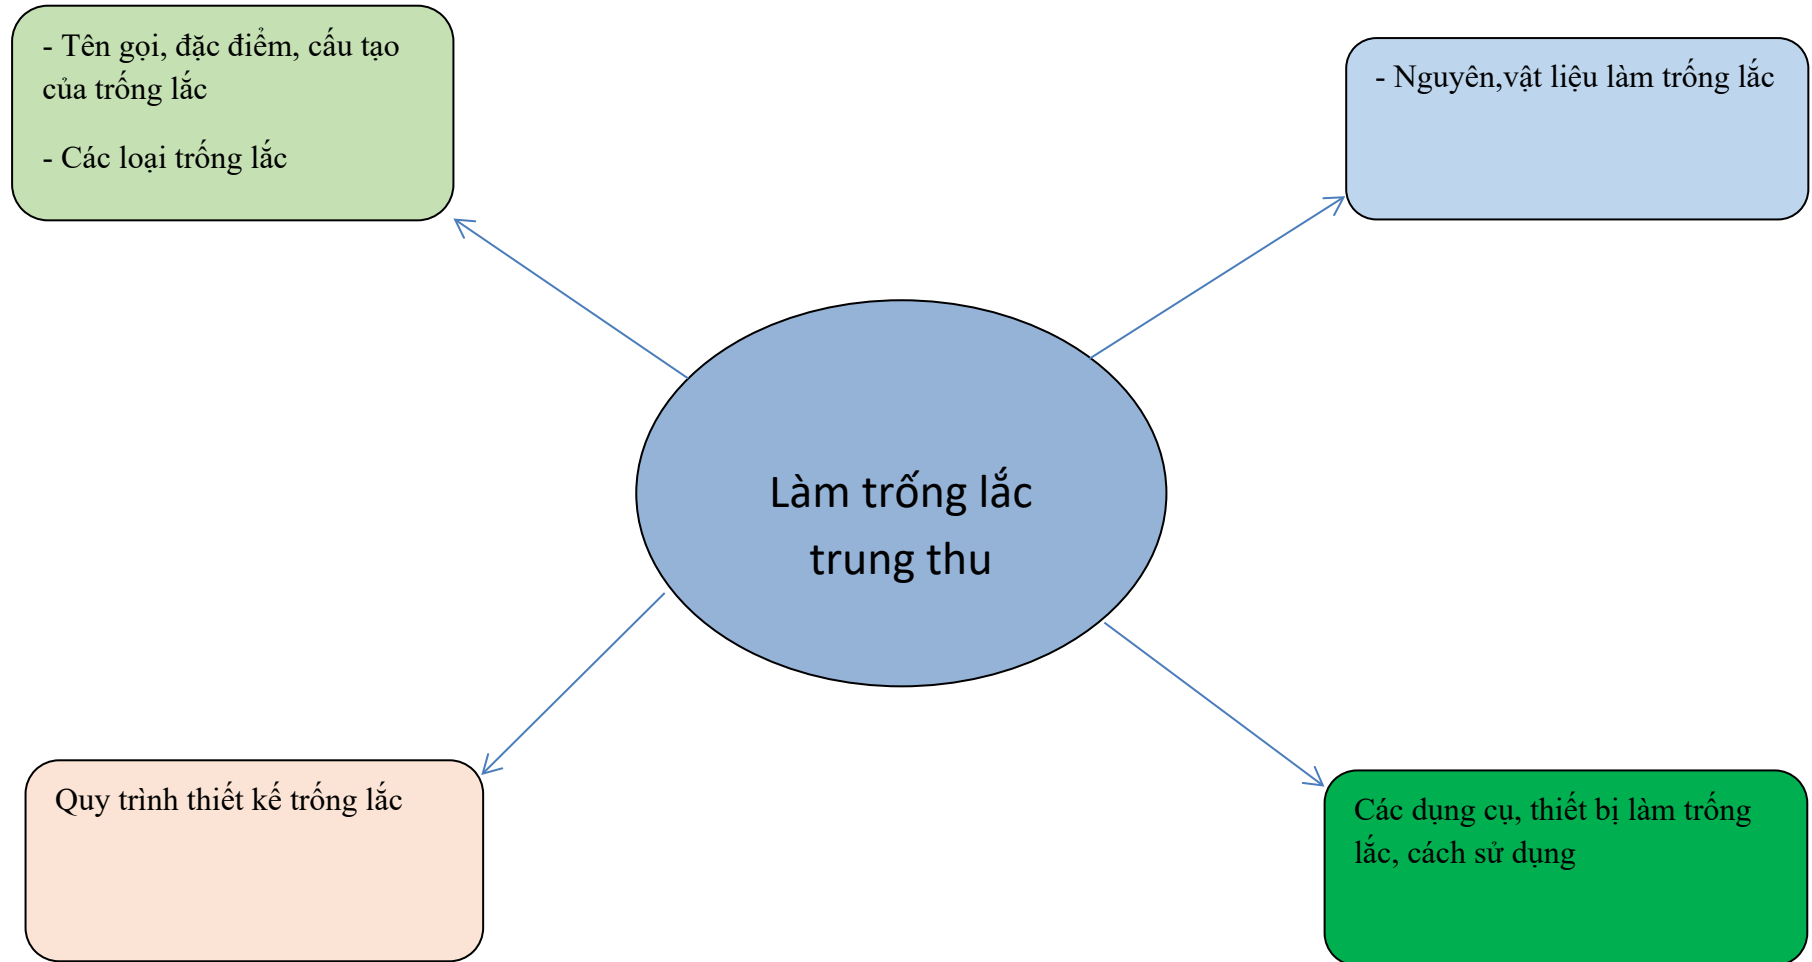 - Tên gọi, đặc điểm, cấu tạo
của trống lắc
- Các loại trống lắc
- Nguyên,vật liệu làm trống lắc
Làm trống lắc
trung thu
Quy trình thiết kế trống lắc
Các dụng cụ, thiết bị làm trống
lắc, cách sử dụng